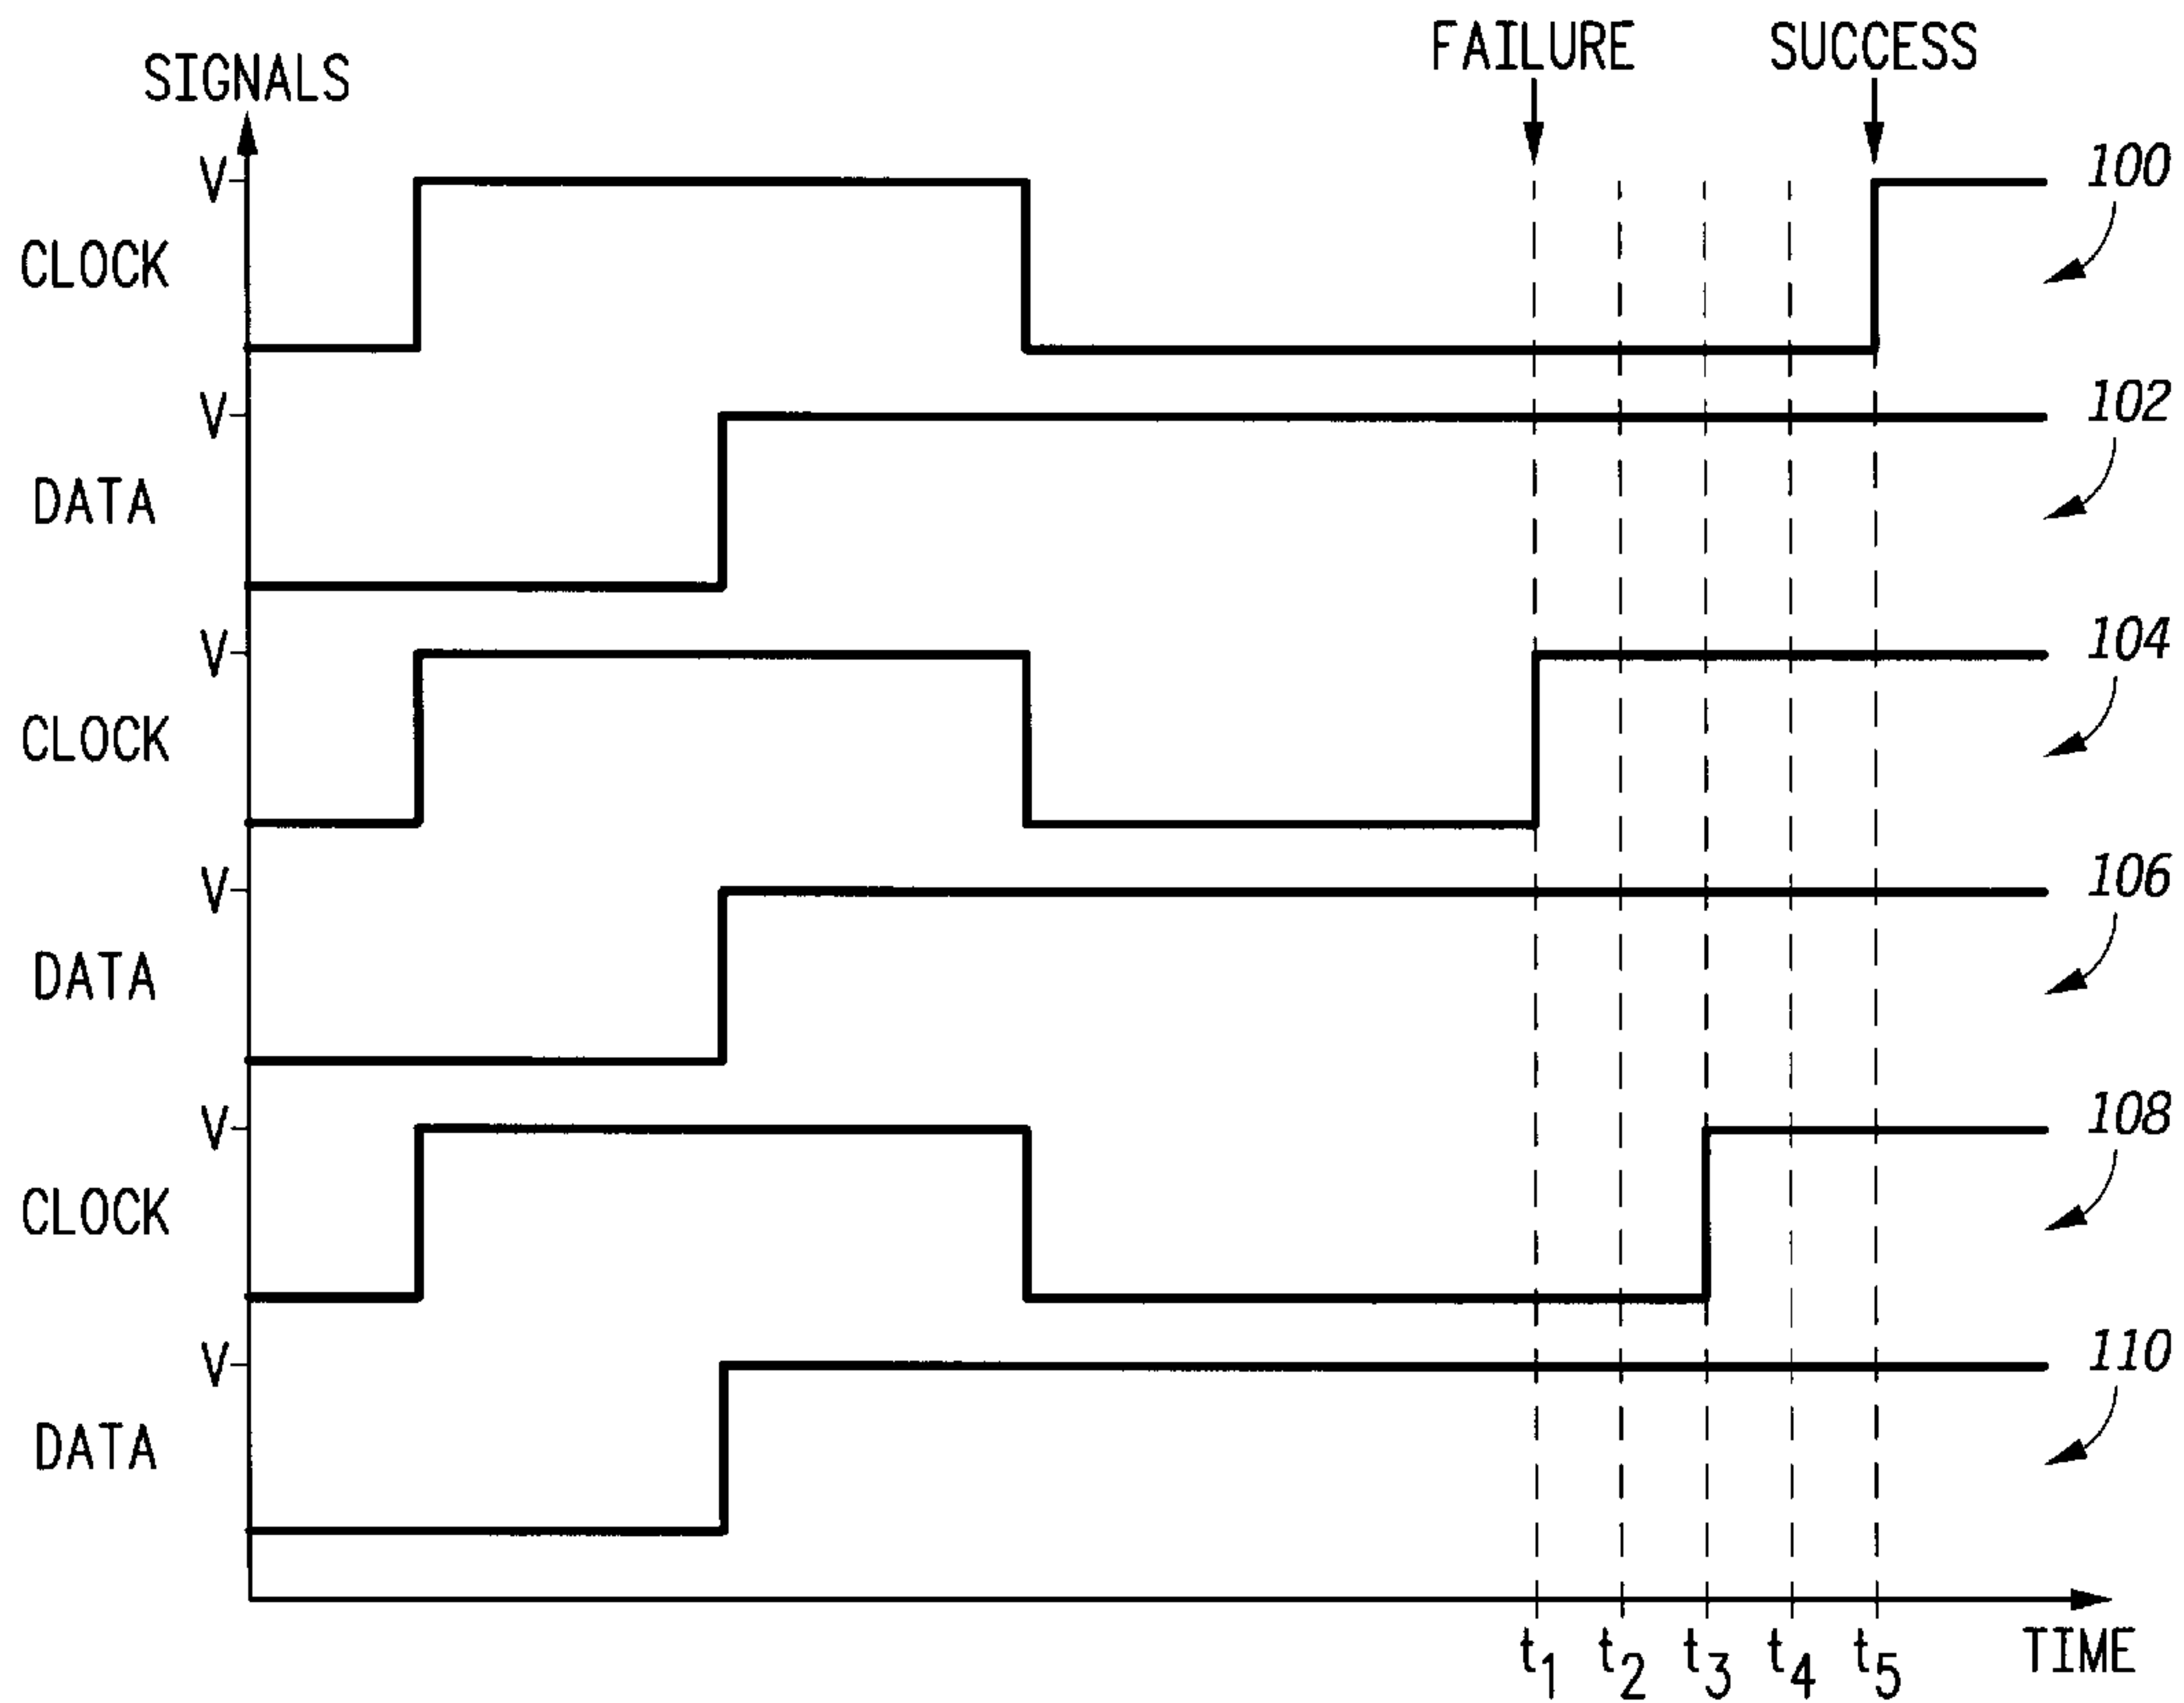 FAILURE SUCCESS
SIGNALS
V 100
CLOCK
V 102
DATA
V 104
CLOCK
V 106
DATA
V 108
CLOCK
V 110
DATA
t1 t2 t3 t4 t5 TIME